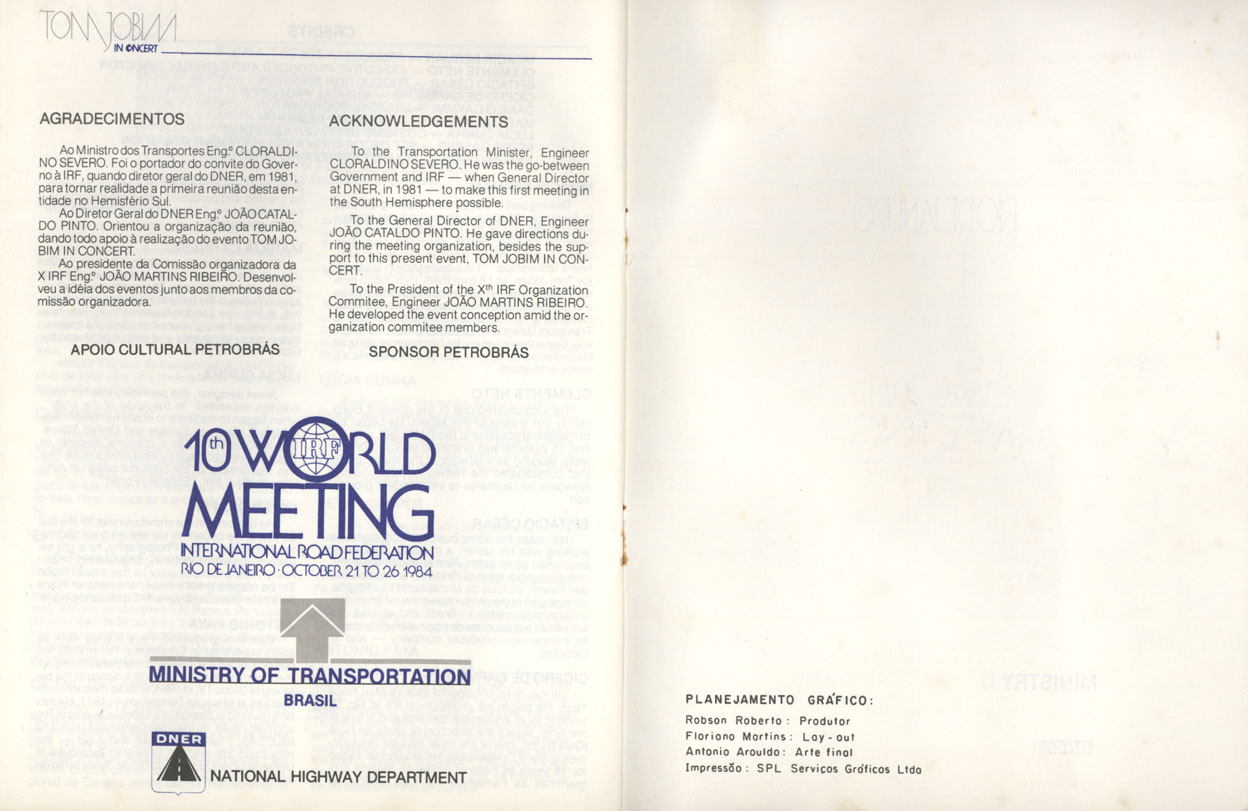 TOM JOBIM
IN CONCERT
AGRADECIMENTOS
Ao Ministro dos Transportes Eng.º CLORALDI-
NO SEVERO. Foi o portador do convite do Gover-
no à IRF, quando diretor geral do DNER, em 1981,
para tornar realidade a primeira reunião desta en-
tidade no Hemisfério Sul.
Ao Diretor Geral do DNER Eng.º JOÃO CATAL-
DO PINTO. Orientou a organização da reunião,
dando todo apoio à realização do evento TOM JO-
BIM IN CONCERT.
Ao presidente da Comissão organizadora da
X IRF Eng.º JOÃO MARTINS RIBEIRO. Desenvol-
veu a idéia dos eventos junto aos membros da co-
missão organizadora.
APOIO CULTURAL PETROBRÁS
ACKNOWLEDGEMENTS
To the Transportation Minister, Engineer
CLORALDINO SEVERO. He was the go-between
Government and IRF — when General Director
at DNER, in 1981 — to make this first meeting in
the South Hemisphere possible.
To the General Director of DNER, Engineer
JOÃO CATALDO PINTO. He gave directions du-
ring the meeting organization, besides the sup-
port to this present event, TOM JOBIM IN CON-
CERT.
To the President of the Xth IRF Organization
Commitee, Engineer JOÃO MARTINS RIBEIRO.
He developed the event conception amid the or-
ganization commitee members.
SPONSOR PETROBRÁS
10th WORLD
IRF
MEETING
INTERNATIONAL ROAD FEDERATION
RIO DE JANEIRO · OCTOBER 21 TO 26 1984
MINISTRY OF TRANSPORTATION
BRASIL
DNER
NATIONAL HIGHWAY DEPARTMENT
PLANEJAMENTO GRÁFICO:
Robson Roberto: Produtor
Floriano Martins: Lay-out
Antonio Arouldo: Arte final
Impressão: SPL Serviços Gráficos Ltda